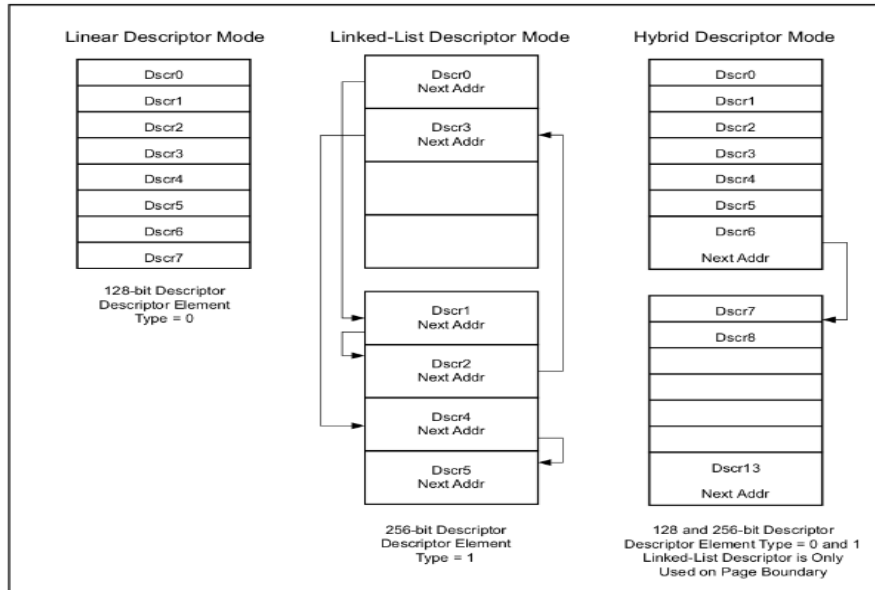 Linear Descriptor Mode
Dscr0
Dscr1
Dscr2
Dscr3
Dscr4
Dscr5
Dscr6
Dscr7
128-bit Descriptor
Descriptor Element
Type = 0
Linked-List Descriptor Mode
Dscr0
Next Addr
Dscr3
Next Addr
Dscr1
Next Addr
Dscr2
Next Addr
Dscr4
Next Addr
Dscr5
Next Addr
256-bit Descriptor
Descriptor Element
Type = 1
Hybrid Descriptor Mode
Dscr0
Dscr1
Dscr2
Dscr3
Dscr4
Dscr5
Dscr6
Next Addr
Dscr7
Dscr8
Dscr13
Next Addr
128 and 256-bit Descriptor
Descriptor Element Type = 0 and 1
Linked-List Descriptor is Only
Used on Page Boundary